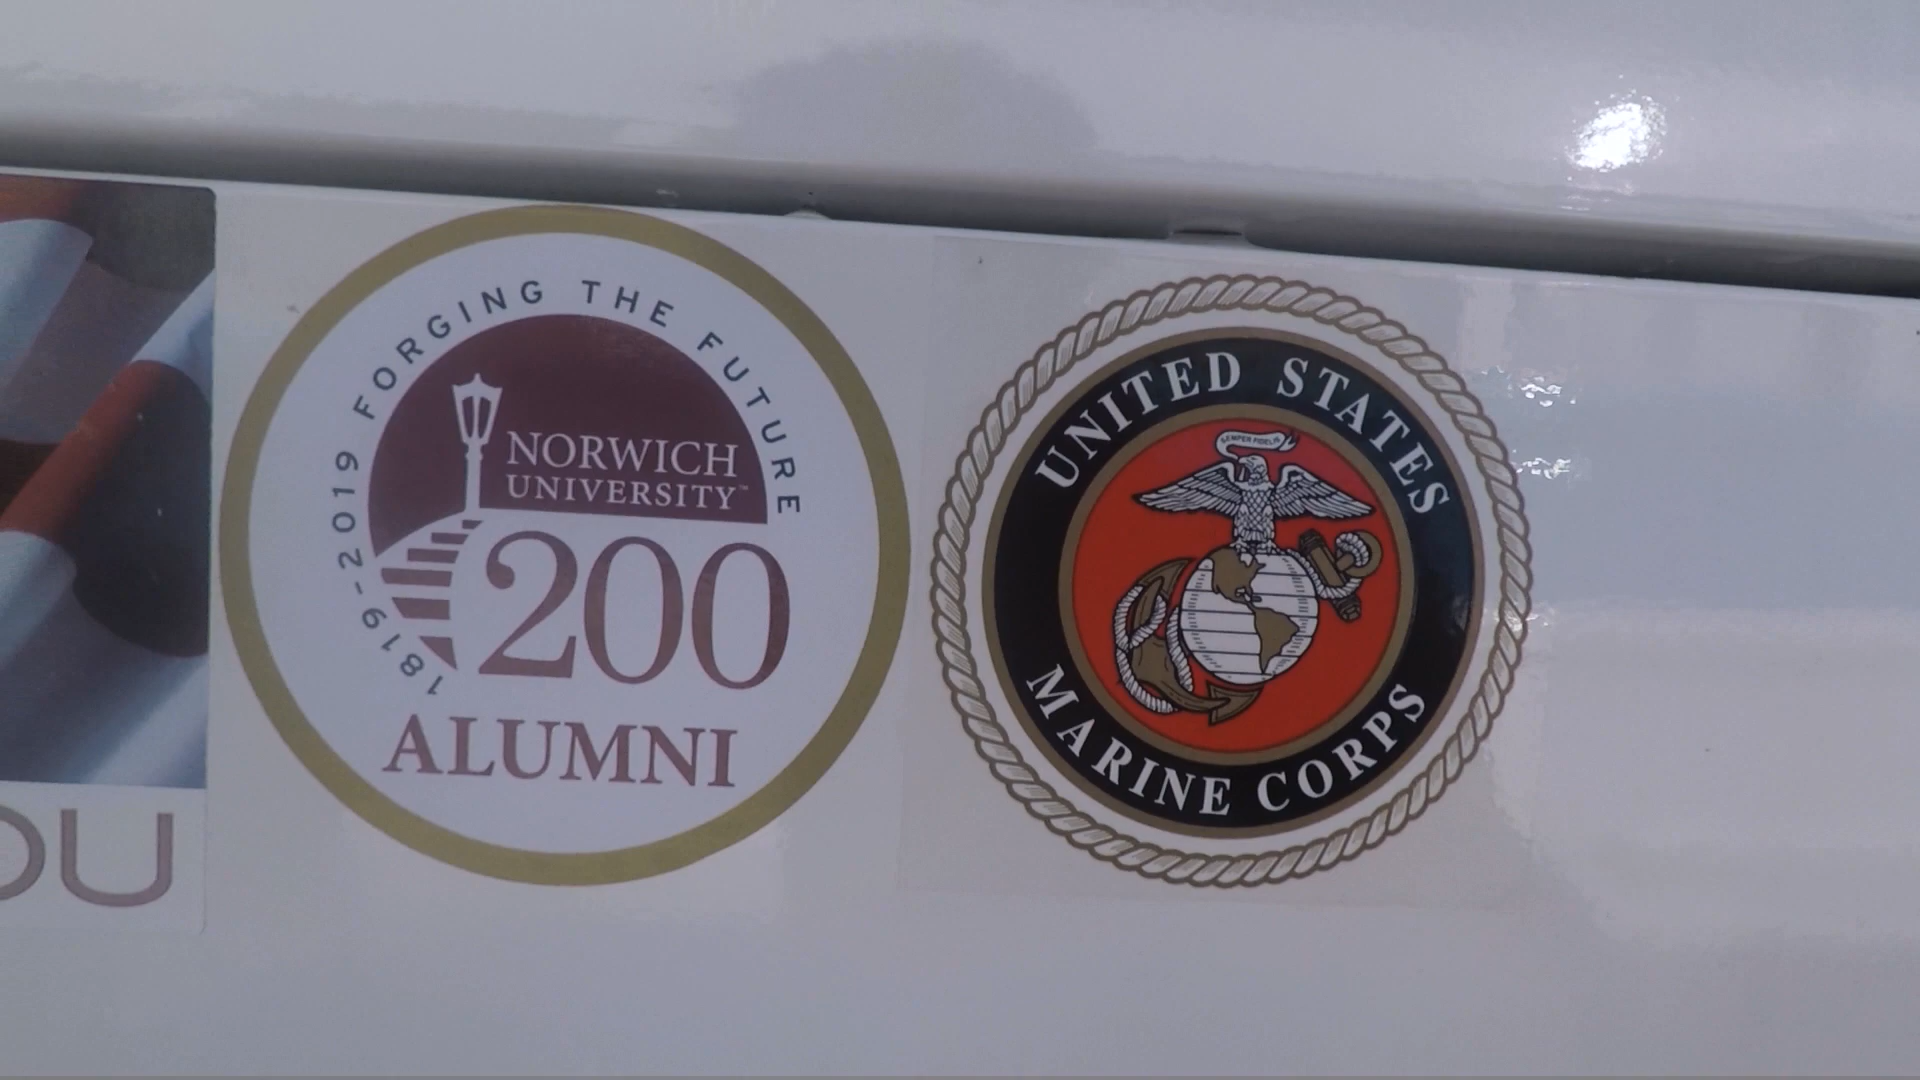 OU
1819-2019 FORGING THE FUTURE
NORWICH
UNIVERSITY™
200
ALUMNI
UNITED STATES
SEMPER FIDELIS
MARINE CORPS